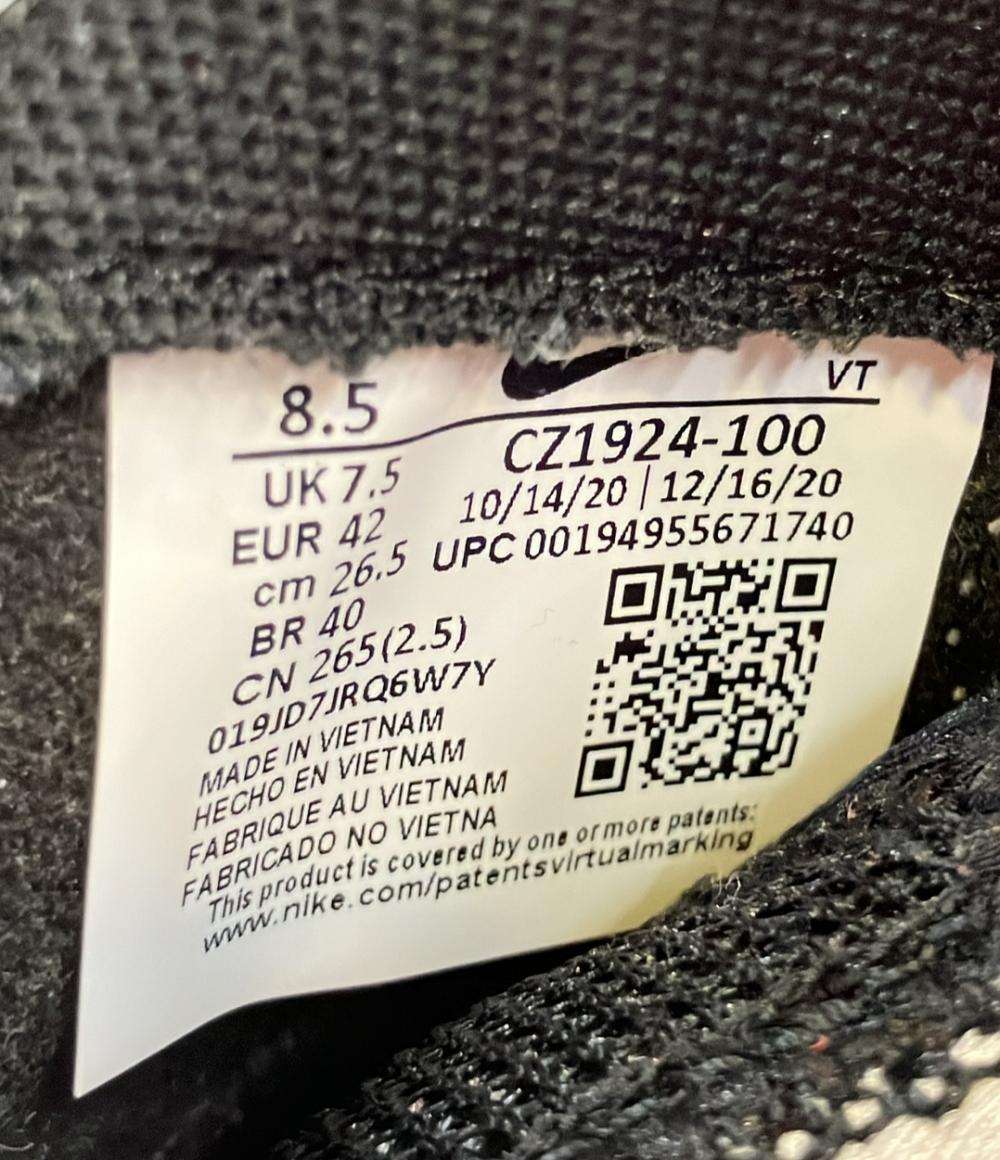 VT
8.5
CZ1924-100
UK 7.5
10/14/20 | 12/16/20
EUR 42
UPC 00194955671740
cm 26.5
BR 40
CN 265(2.5)
019JD7JRQ6W7Y
MADE IN VIETNAM
HECHO EN VIETNAM
FABRIQUE AU VIETNAM
FABRICADO NO VIETNA
This product is covered by one or more patents:
www.nike.com/patentsvirtualmarking